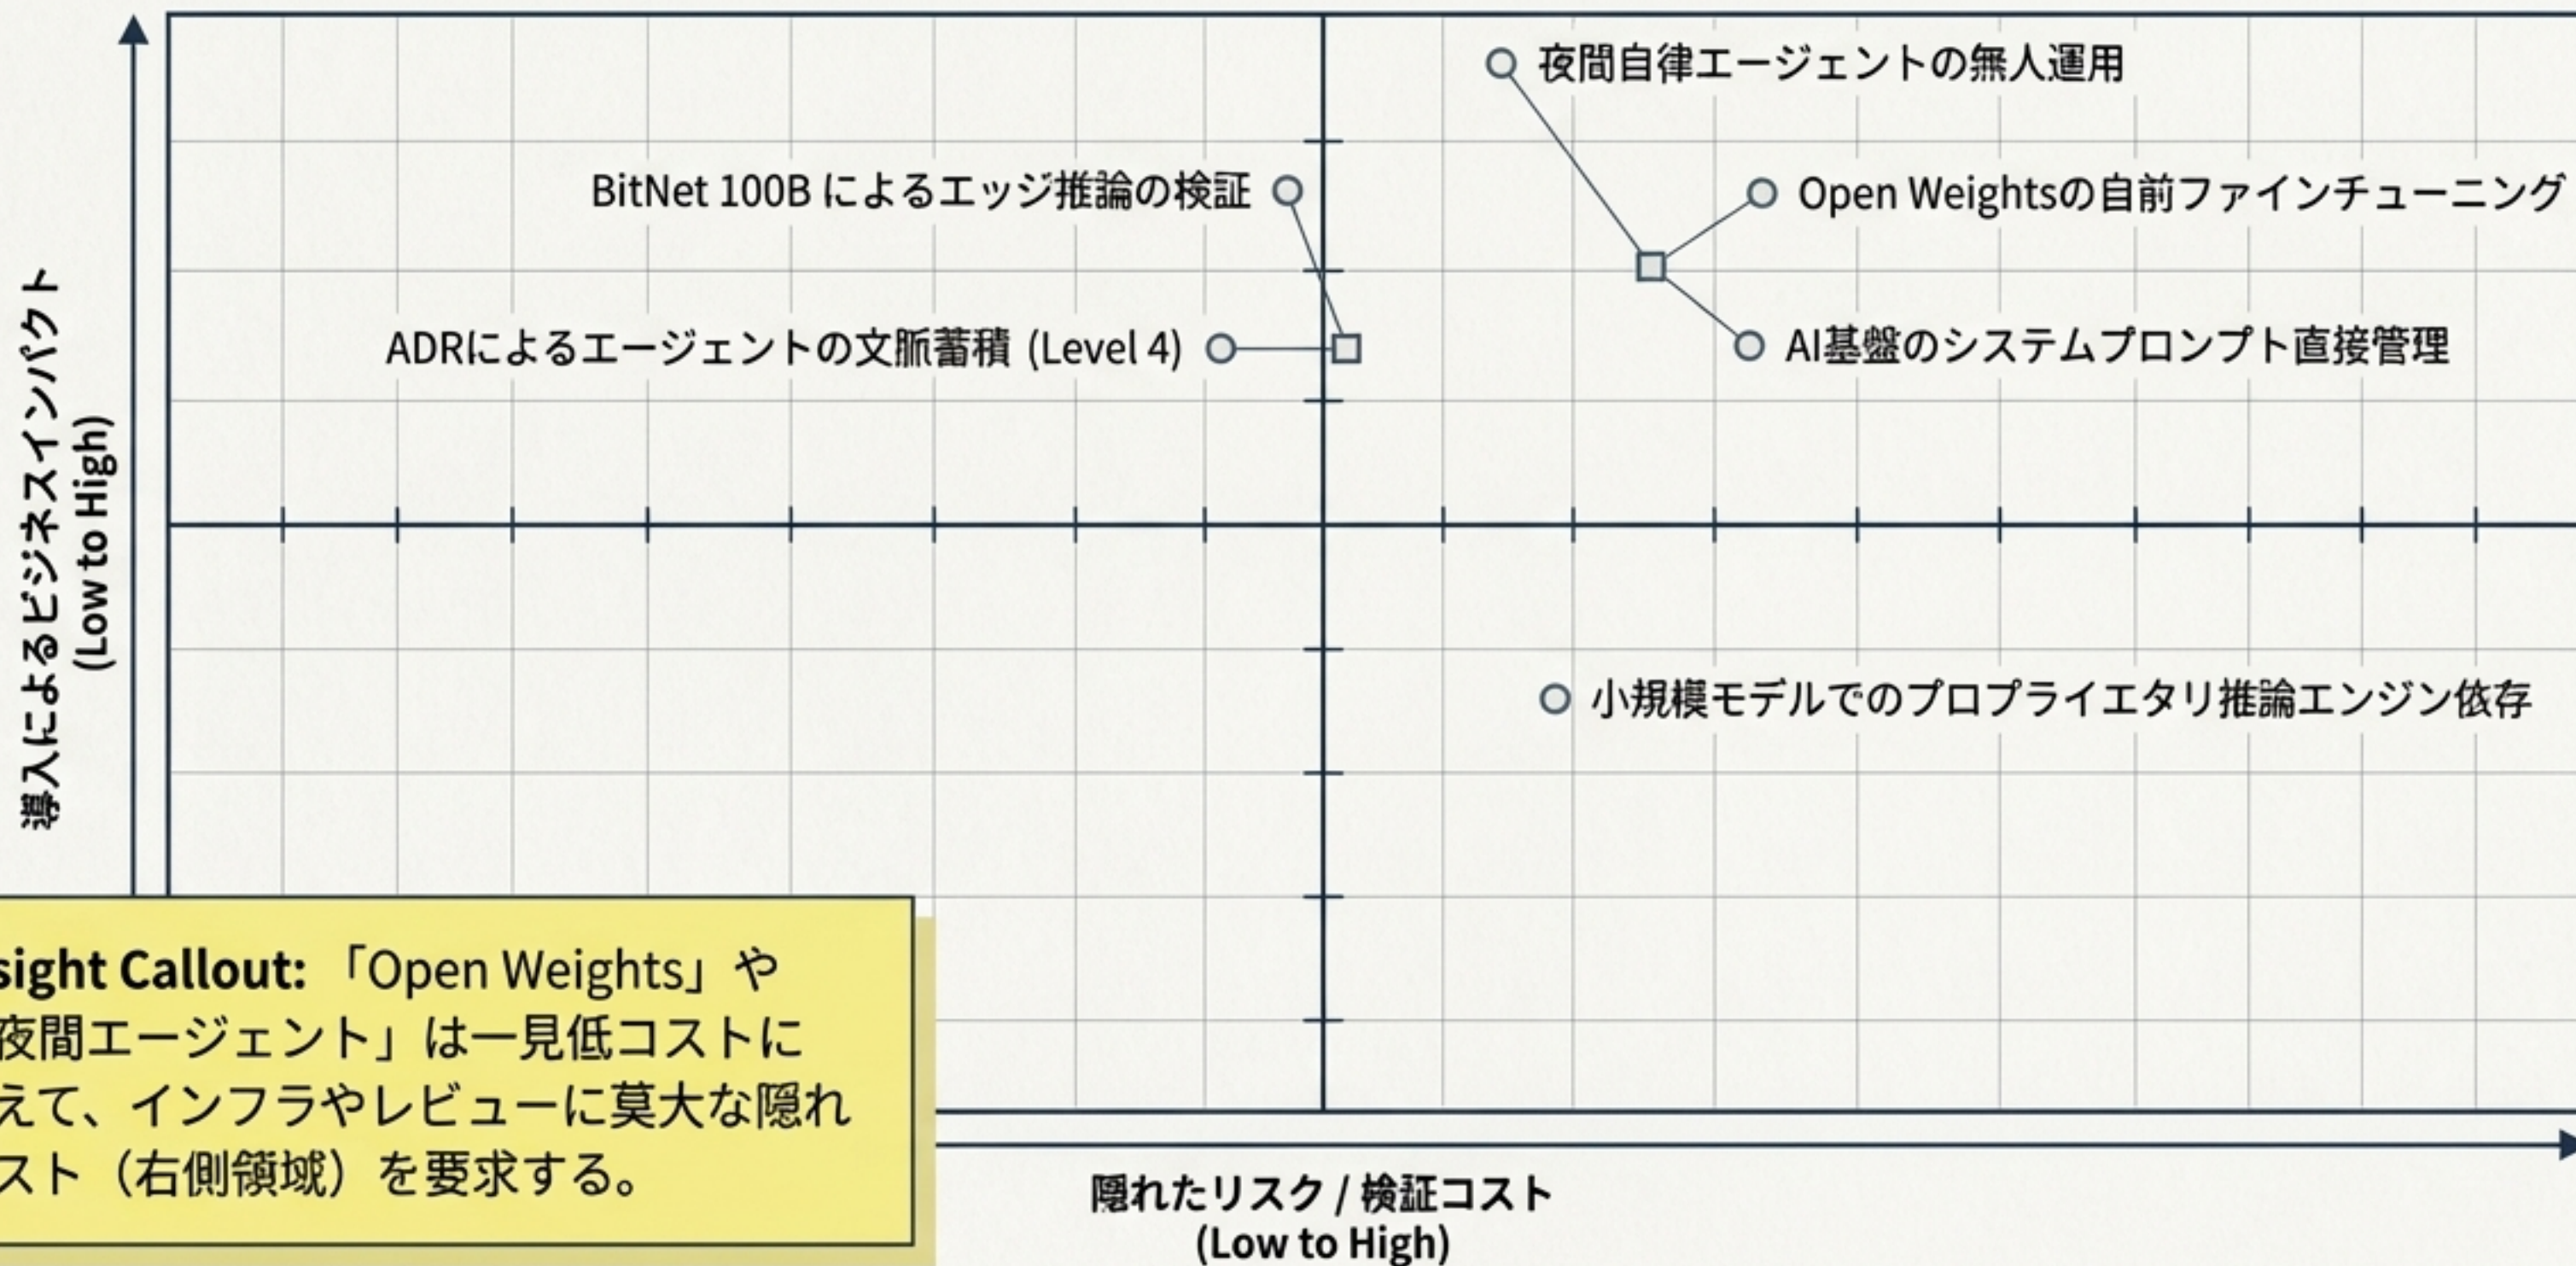 夜間自律エージェントの無人運用
BitNet 100B によるエッジ推論の検証
Open Weightsの自前ファインチューニング
ADRによるエージェントの文脈蓄積 (Level 4)
AI基盤のシステムプロンプト直接管理
導入によるビジネスインパクト
(Low to High)
小規模モデルでのプロプライエタリ推論エンジン依存
sight Callout: 「Open Weights」や
夜間エージェント」は一見低コストに
えて、インフラやレビューに莫大な隠れ
スト（右側領域）を要求する。
隠れたリスク / 検証コスト
(Low to High)